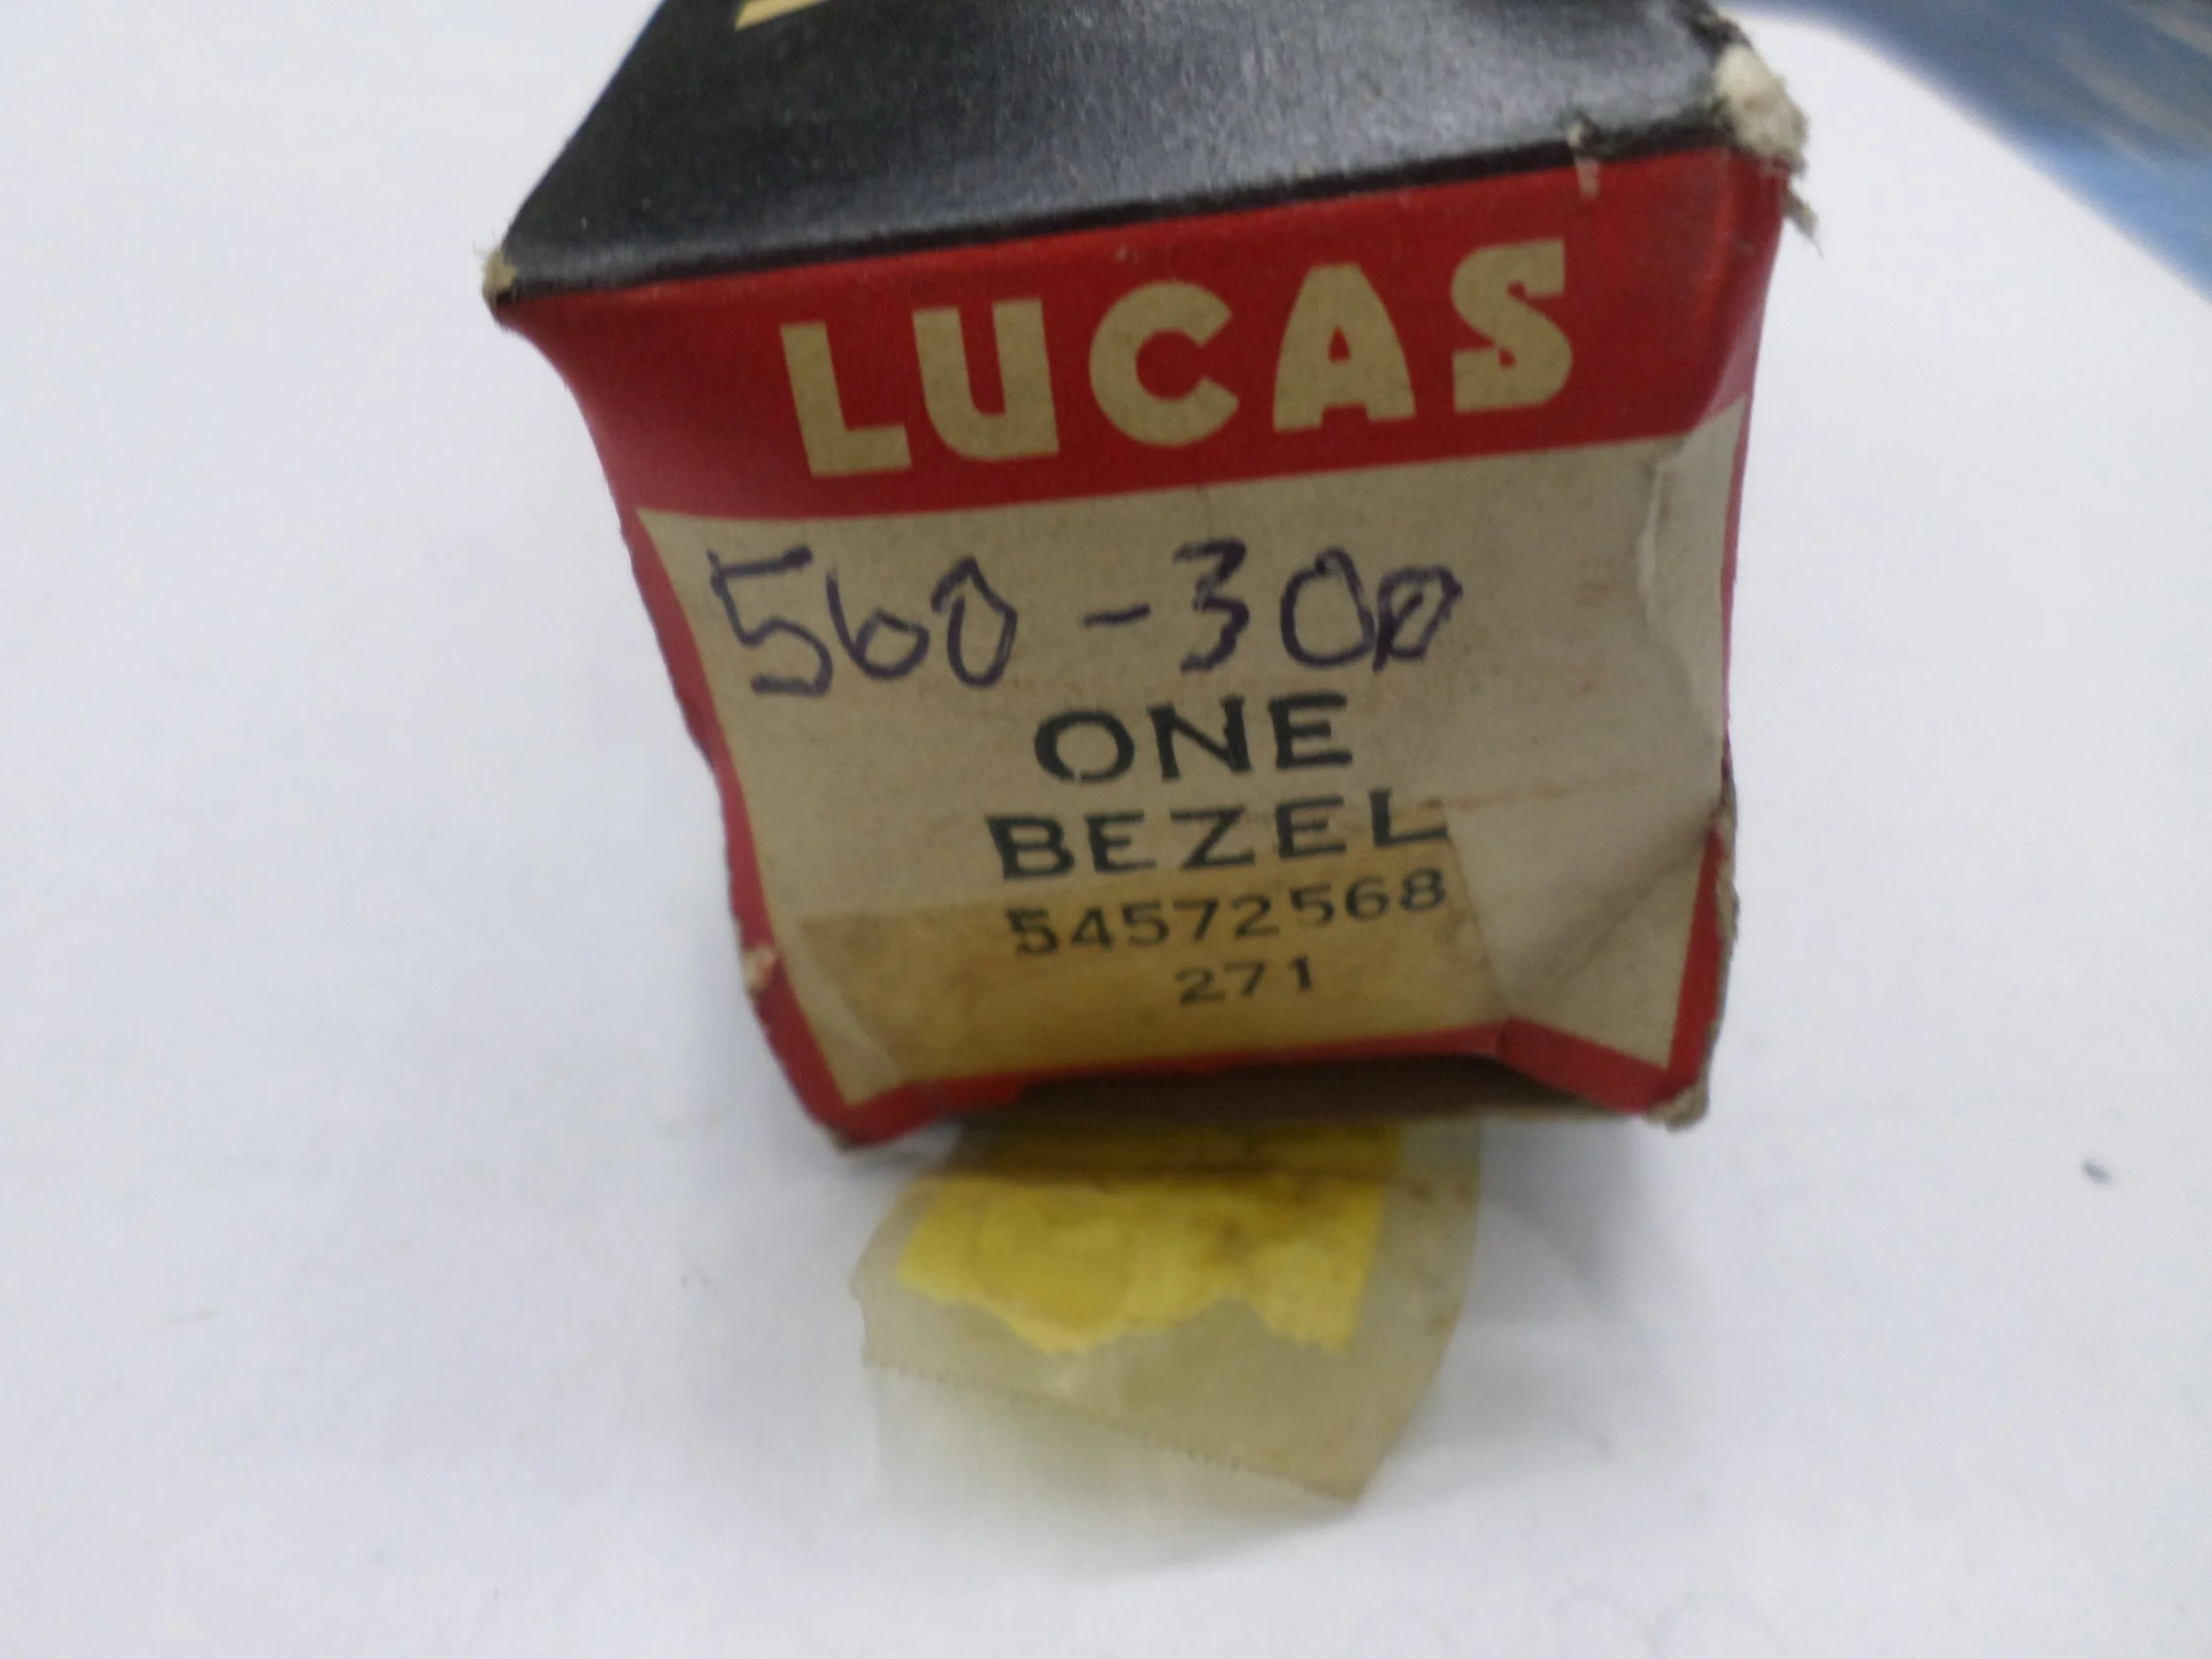 LUCAS
560-300
ONE
BEZEL
54572568
271